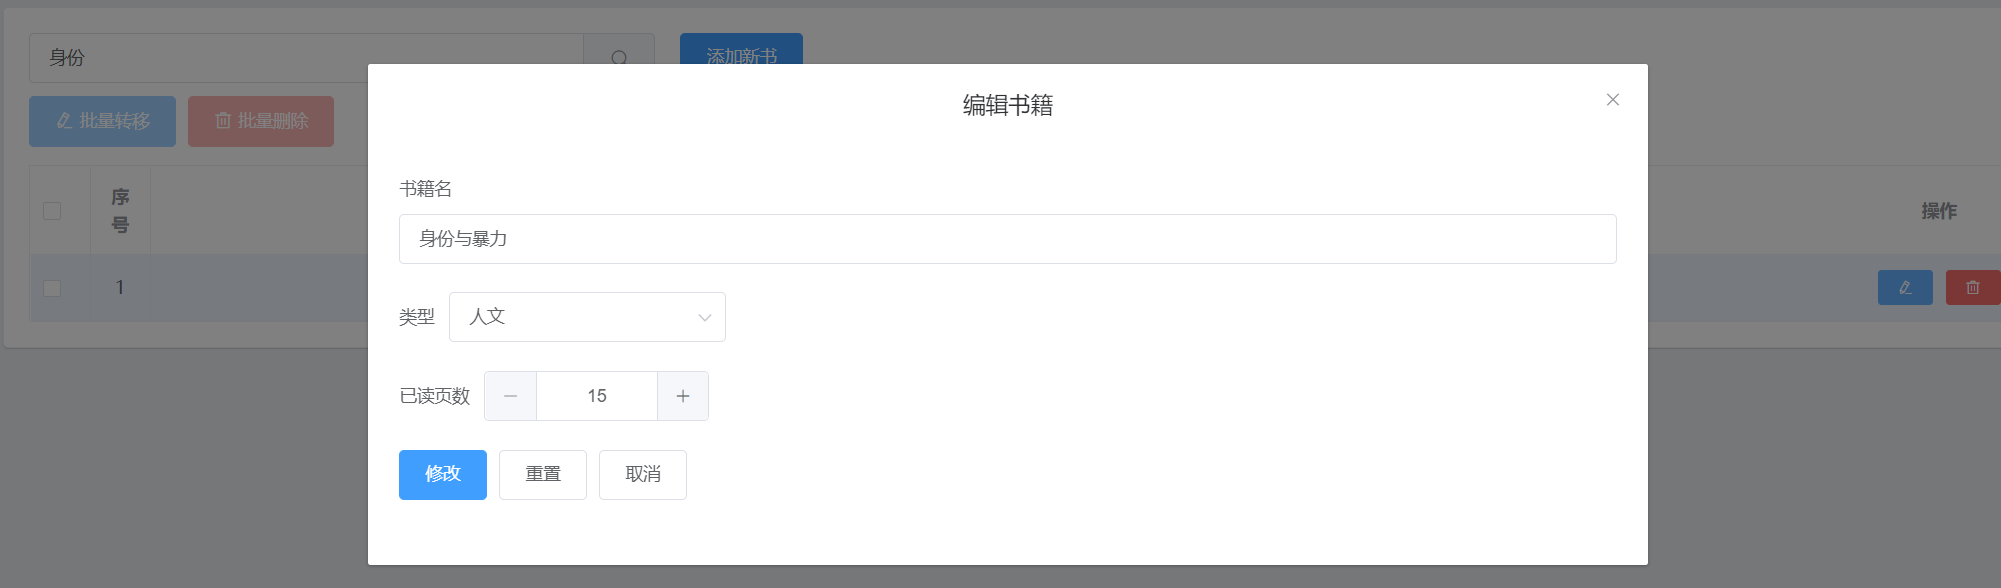 身份
添加新书
批量转移 批量删除
编辑书籍
序号
操作
1
书籍名
身份与暴力
类型 人文
已读页数 15
修改 重置 取消